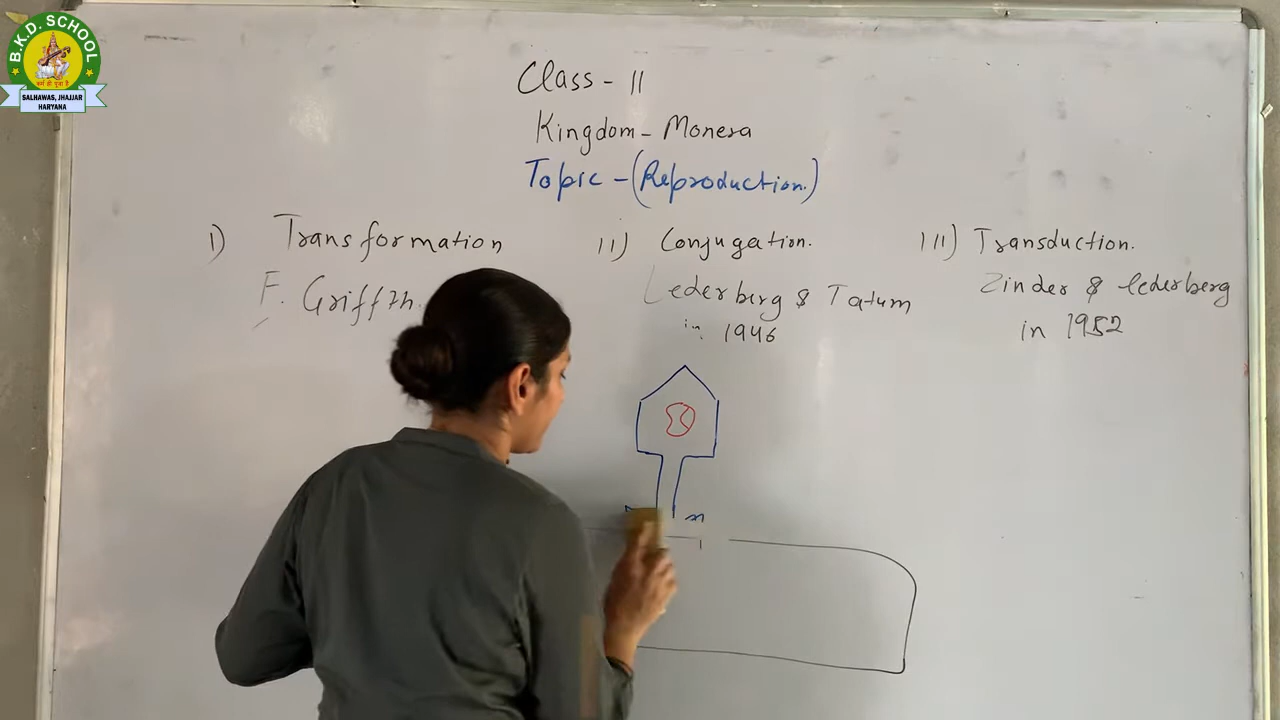 B.K.D. SCHOOL
SALHAWAS, JHAJJAR
HARYANA
Class - 11
Kingdom - Monera
Topic - (Reproduction.)
I) Transformation
F. Griffth.
II) Conjugation.
Lederberg & Tatum
in 1946
III) Transduction.
Zinder & lederberg
in 1952